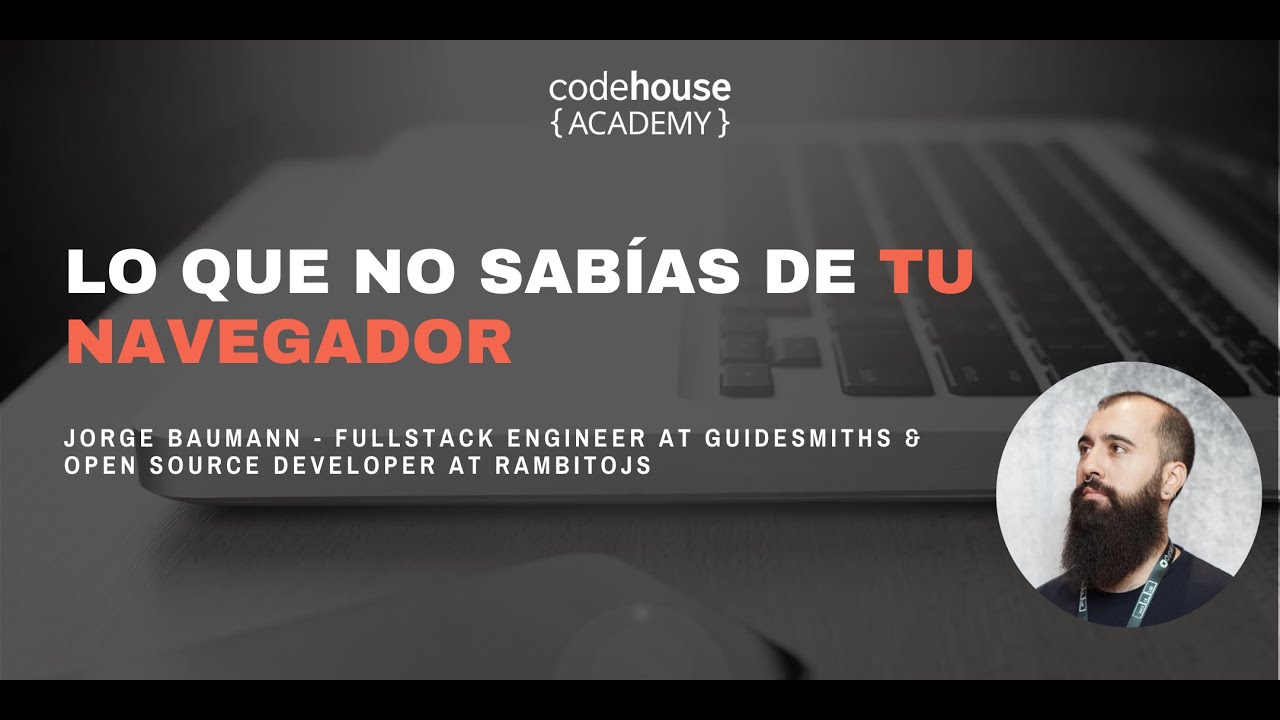 codehouse
{ACADEMY}
LO QUE NO SABÍAS DE TU
NAVEGADOR
JORGE BAUMANN - FULLSTACK ENGINEER AT GUIDESMITHS &
OPEN SOURCE DEVELOPER AT RAMBITOJS